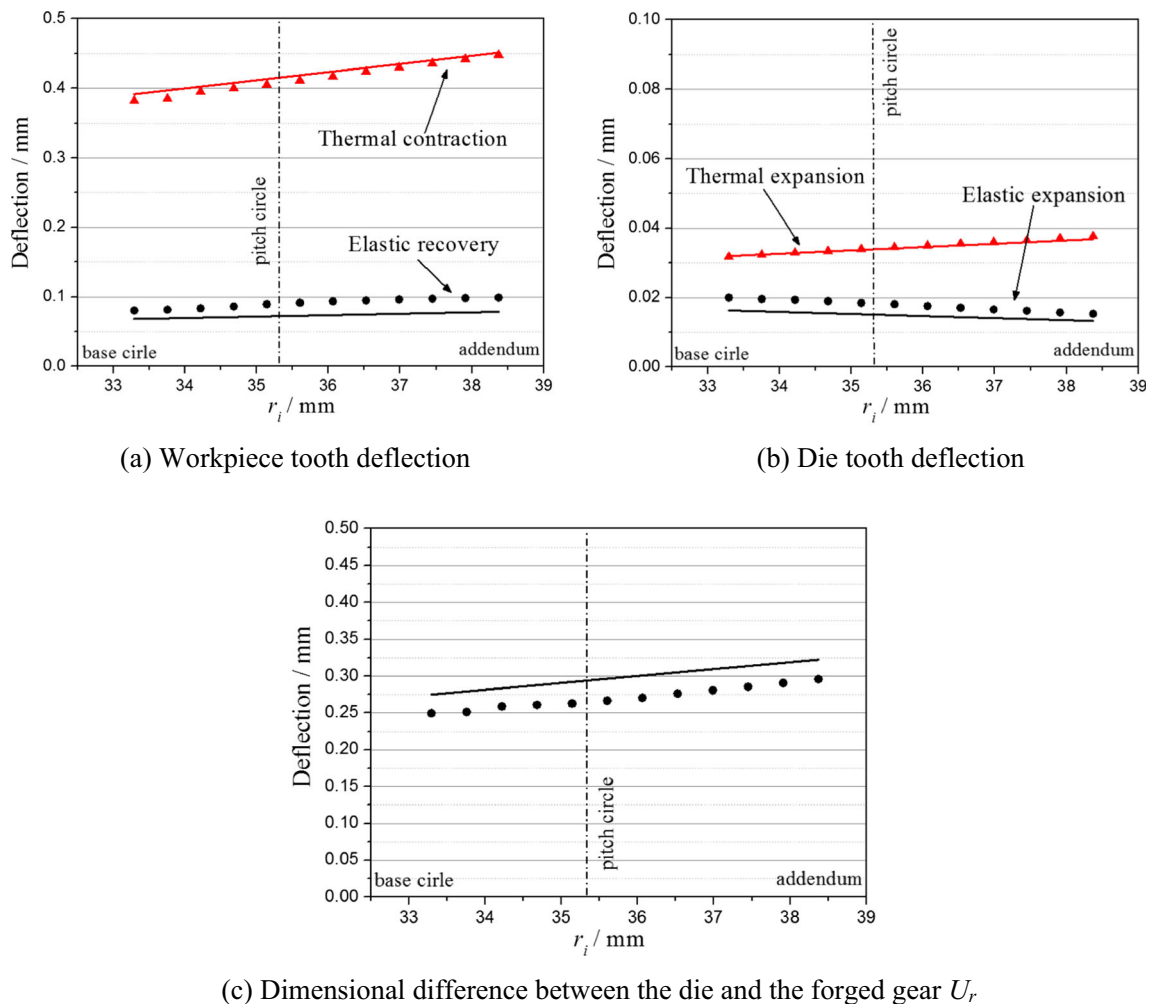 0.5
0.4
0.3
0.2
0.1
0.0
Deflection / mm
Thermal contraction
Elastic recovery
pitch circle
base cirle
addendum
33 34 35 36 37 38 39
r_i / mm
(a) Workpiece tooth deflection
0.10
0.08
0.06
0.04
0.02
0.00
Deflection / mm
pitch circle
Thermal expansion
Elastic expansion
base cirle
addendum
33 34 35 36 37 38 39
r_i / mm
(b) Die tooth deflection
0.50
0.45
0.40
0.35
0.30
0.25
0.20
0.15
0.10
0.05
0.00
Deflection / mm
pitch circle
base cirle
addendum
33 34 35 36 37 38 39
r_i / mm
(c) Dimensional difference between the die and the forged gear U_r